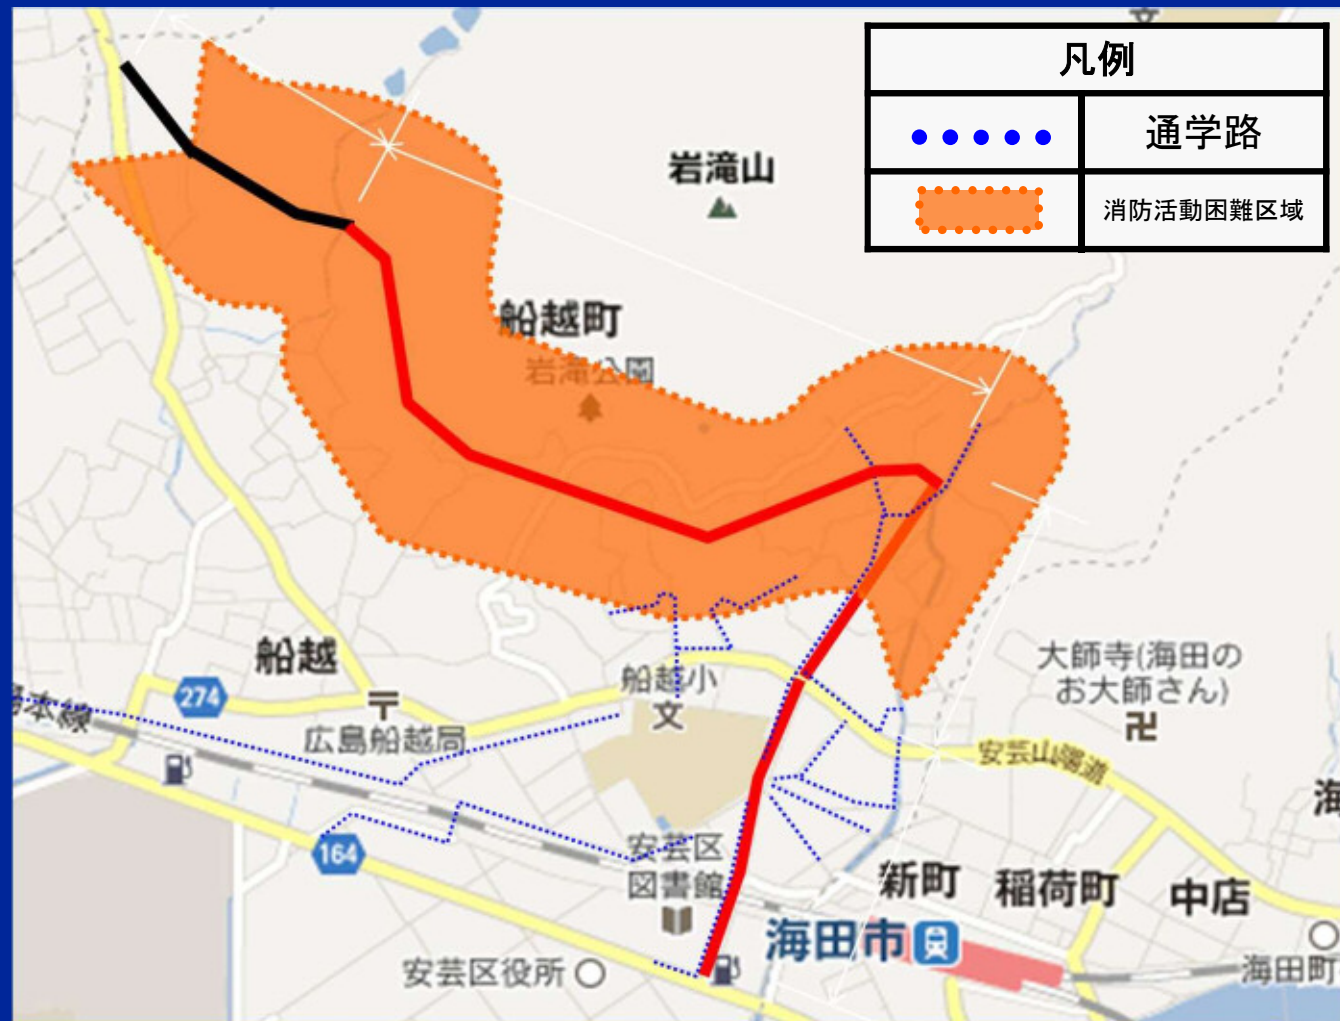 凡例
通学路
消防活動困難区域
岩滝山
船越町
岩滝公園
大師寺(海田の
お大師さん)
船越
船越小
文
274
本線
広島船越局
安芸山陽道
164
安芸区
図書館
新町
稲荷町
中店
海
海田市
安芸区役所
海田町